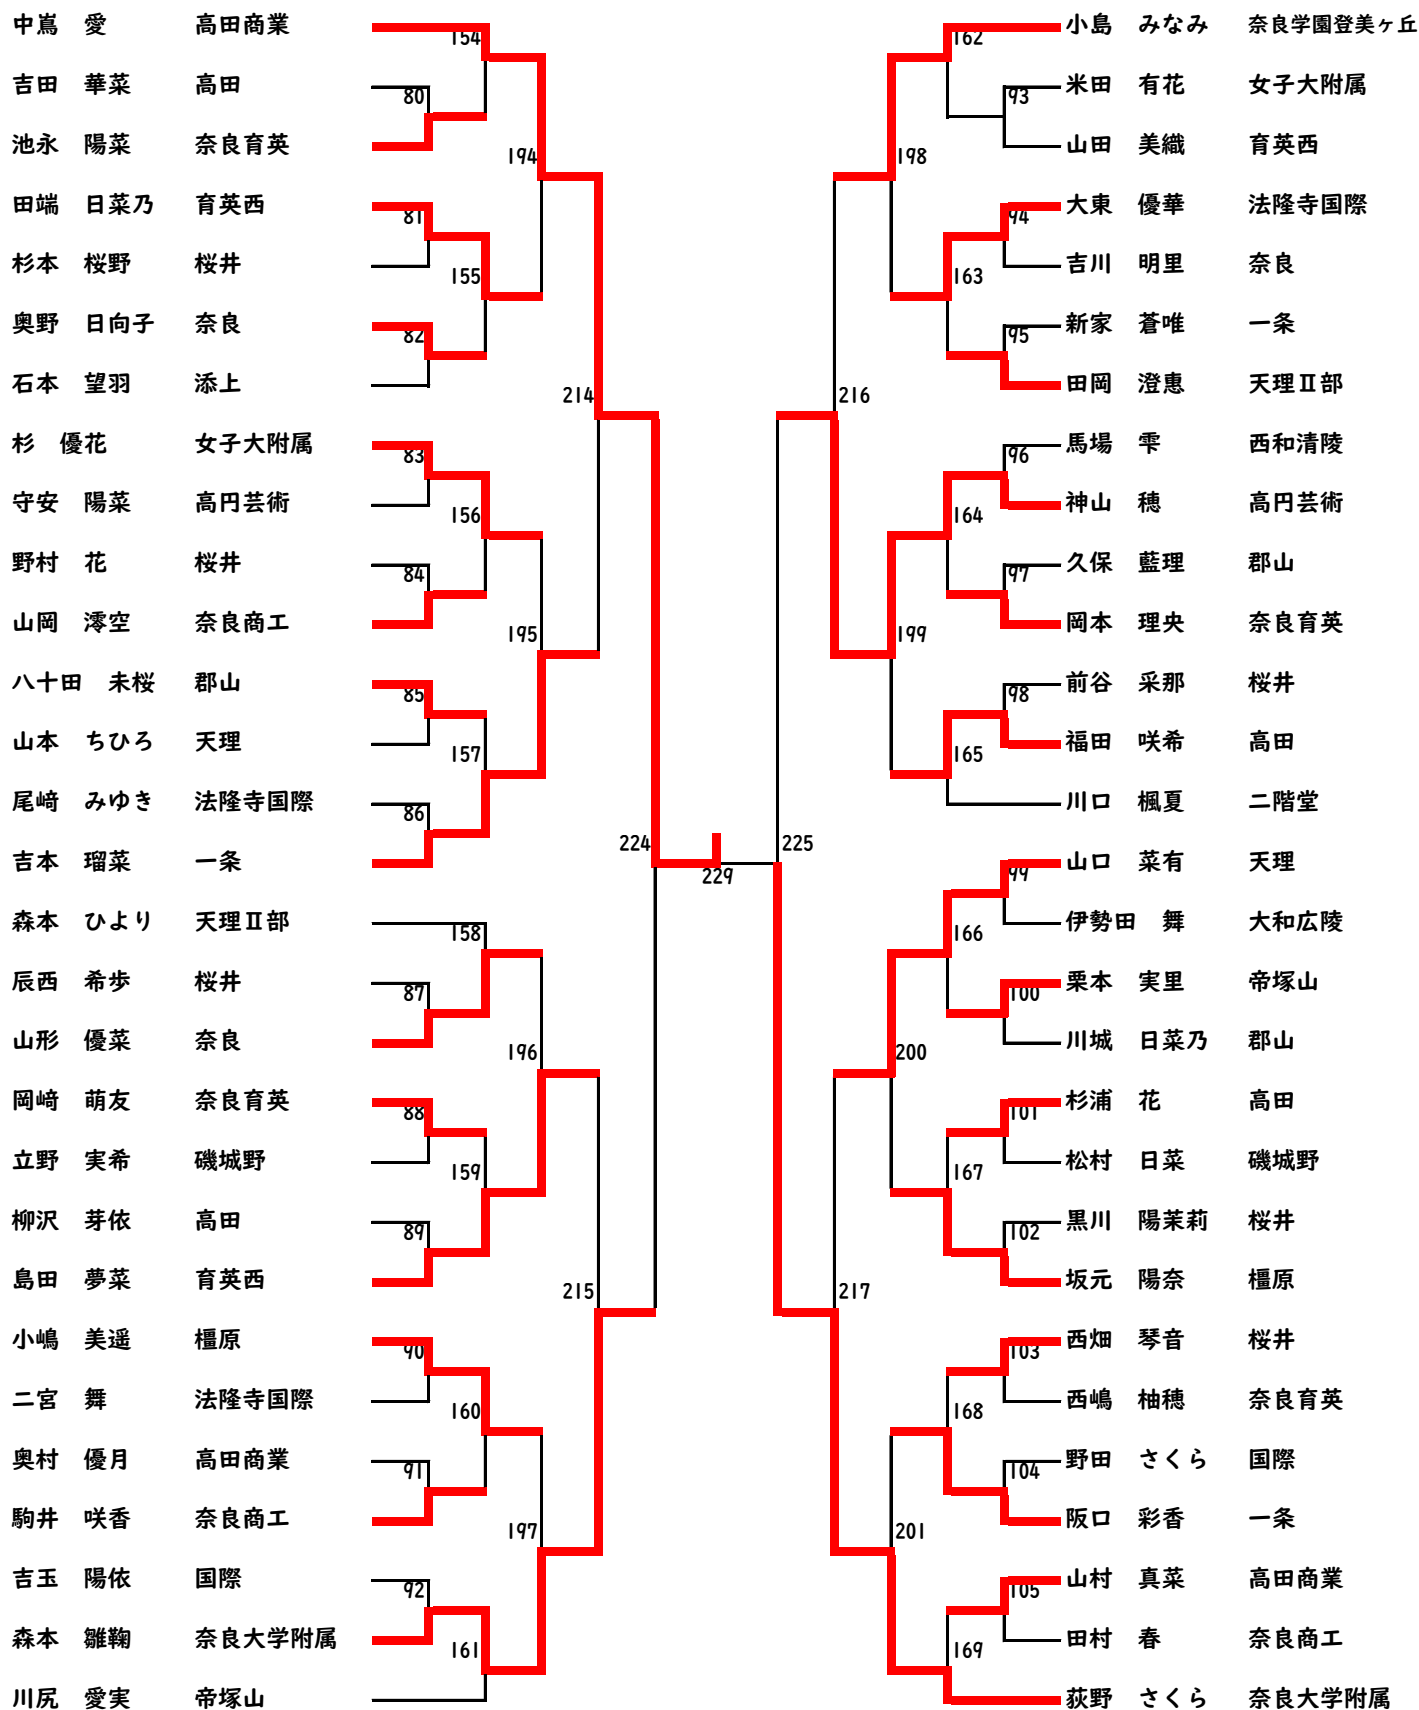 中嶌 愛 高田商業
吉田 華菜 高田
池永 陽菜 奈良育英
田端 日菜乃 育英西
杉本 桜野 桜井
奥野 日向子 奈良
石本 望羽 添上
杉 優花 女子大附属
守安 陽菜 高円芸術
野村 花 桜井
山岡 澪空 奈良商工
八十田 未桜 郡山
山本 ちひろ 天理
尾﨑 みゆき 法隆寺国際
吉本 瑠菜 一条
森本 ひより 天理Ⅱ部
辰西 希歩 桜井
山形 優菜 奈良
岡﨑 萌友 奈良育英
立野 実希 磯城野
柳沢 芽依 高田
島田 夢菜 育英西
小嶋 美遥 橿原
二宮 舞 法隆寺国際
奥村 優月 高田商業
駒井 咲香 奈良商工
吉玉 陽依 国際
森本 雛鞠 奈良大学附属
川尻 愛実 帝塚山
154
80
81
155
82
83
156
84
85
157
86
158
87
88
159
89
90
160
91
92
161
194
195
196
197
214
215
224
229
225
216
217
198
199
200
201
162
93
94
163
95
96
164
97
98
165
99
166
100
101
167
102
103
168
104
105
169
小島 みなみ 奈良学園登美ヶ丘
米田 有花 女子大附属
山田 美織 育英西
大東 優華 法隆寺国際
吉川 明里 奈良
新家 蒼唯 一条
田岡 澄恵 天理Ⅱ部
馬場 雫 西和清陵
神山 穂 高円芸術
久保 藍理 郡山
岡本 理央 奈良育英
前谷 采那 桜井
福田 咲希 高田
川口 楓夏 二階堂
山口 菜有 天理
伊勢田 舞 大和広陵
栗本 実里 帝塚山
川城 日菜乃 郡山
杉浦 花 高田
松村 日菜 磯城野
黒川 陽茉莉 桜井
坂元 陽奈 橿原
西畑 琴音 桜井
西嶋 柚穂 奈良育英
野田 さくら 国際
阪口 彩香 一条
山村 真菜 高田商業
田村 春 奈良商工
荻野 さくら 奈良大学附属